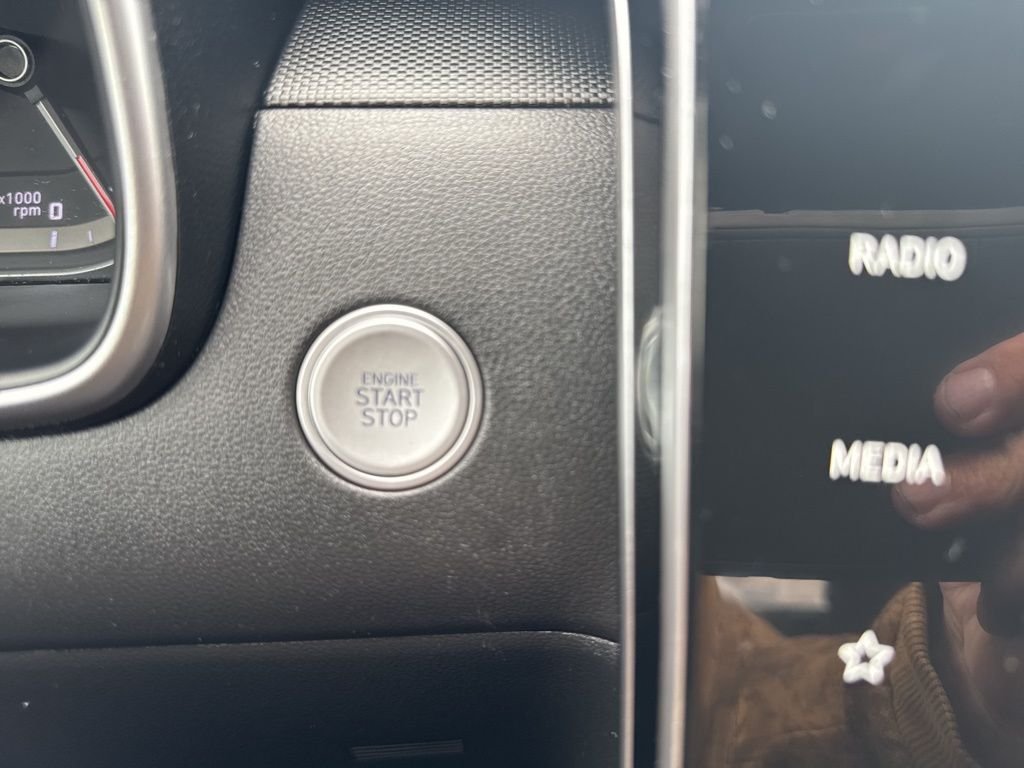 x1000
rpm 0
ENGINE
START
STOP
RADIO
MEDIA